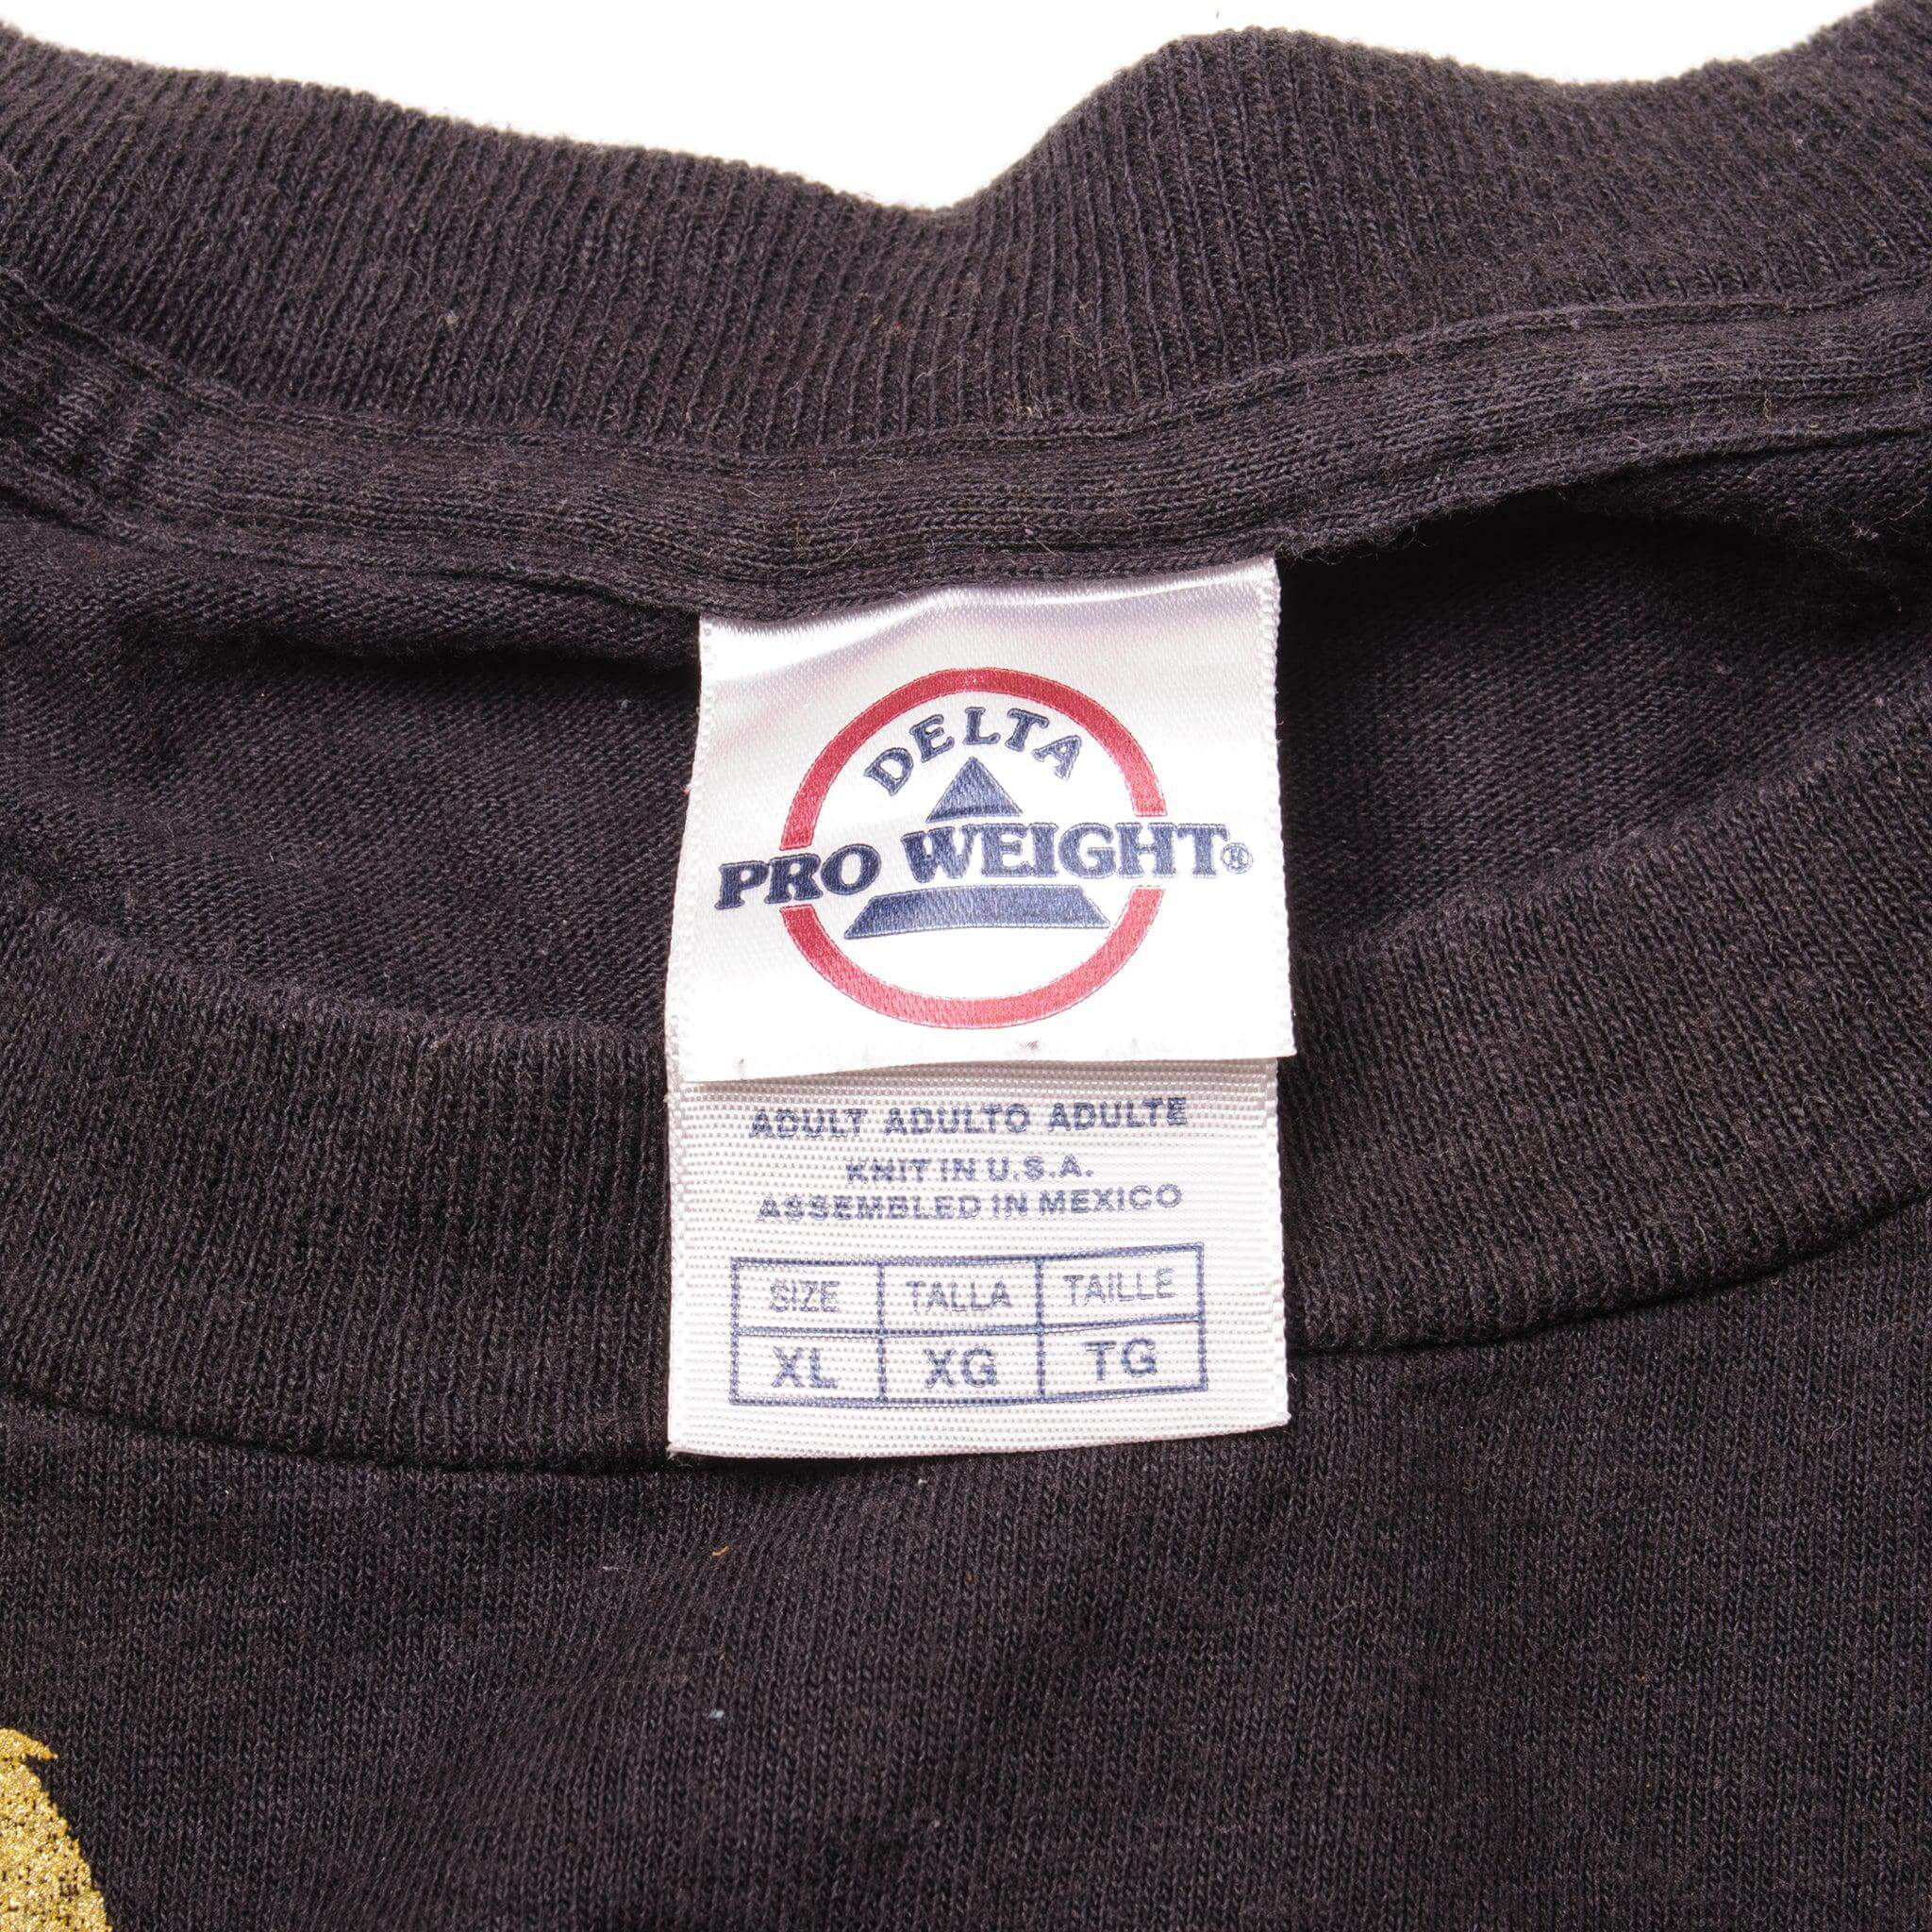 DELTA
PRO WEIGHT®
ADULT ADULTO ADULTE
KNIT IN U.S.A.
ASSEMBLED IN MEXICO
SIZE TALLA TAILLE
XL XG TG